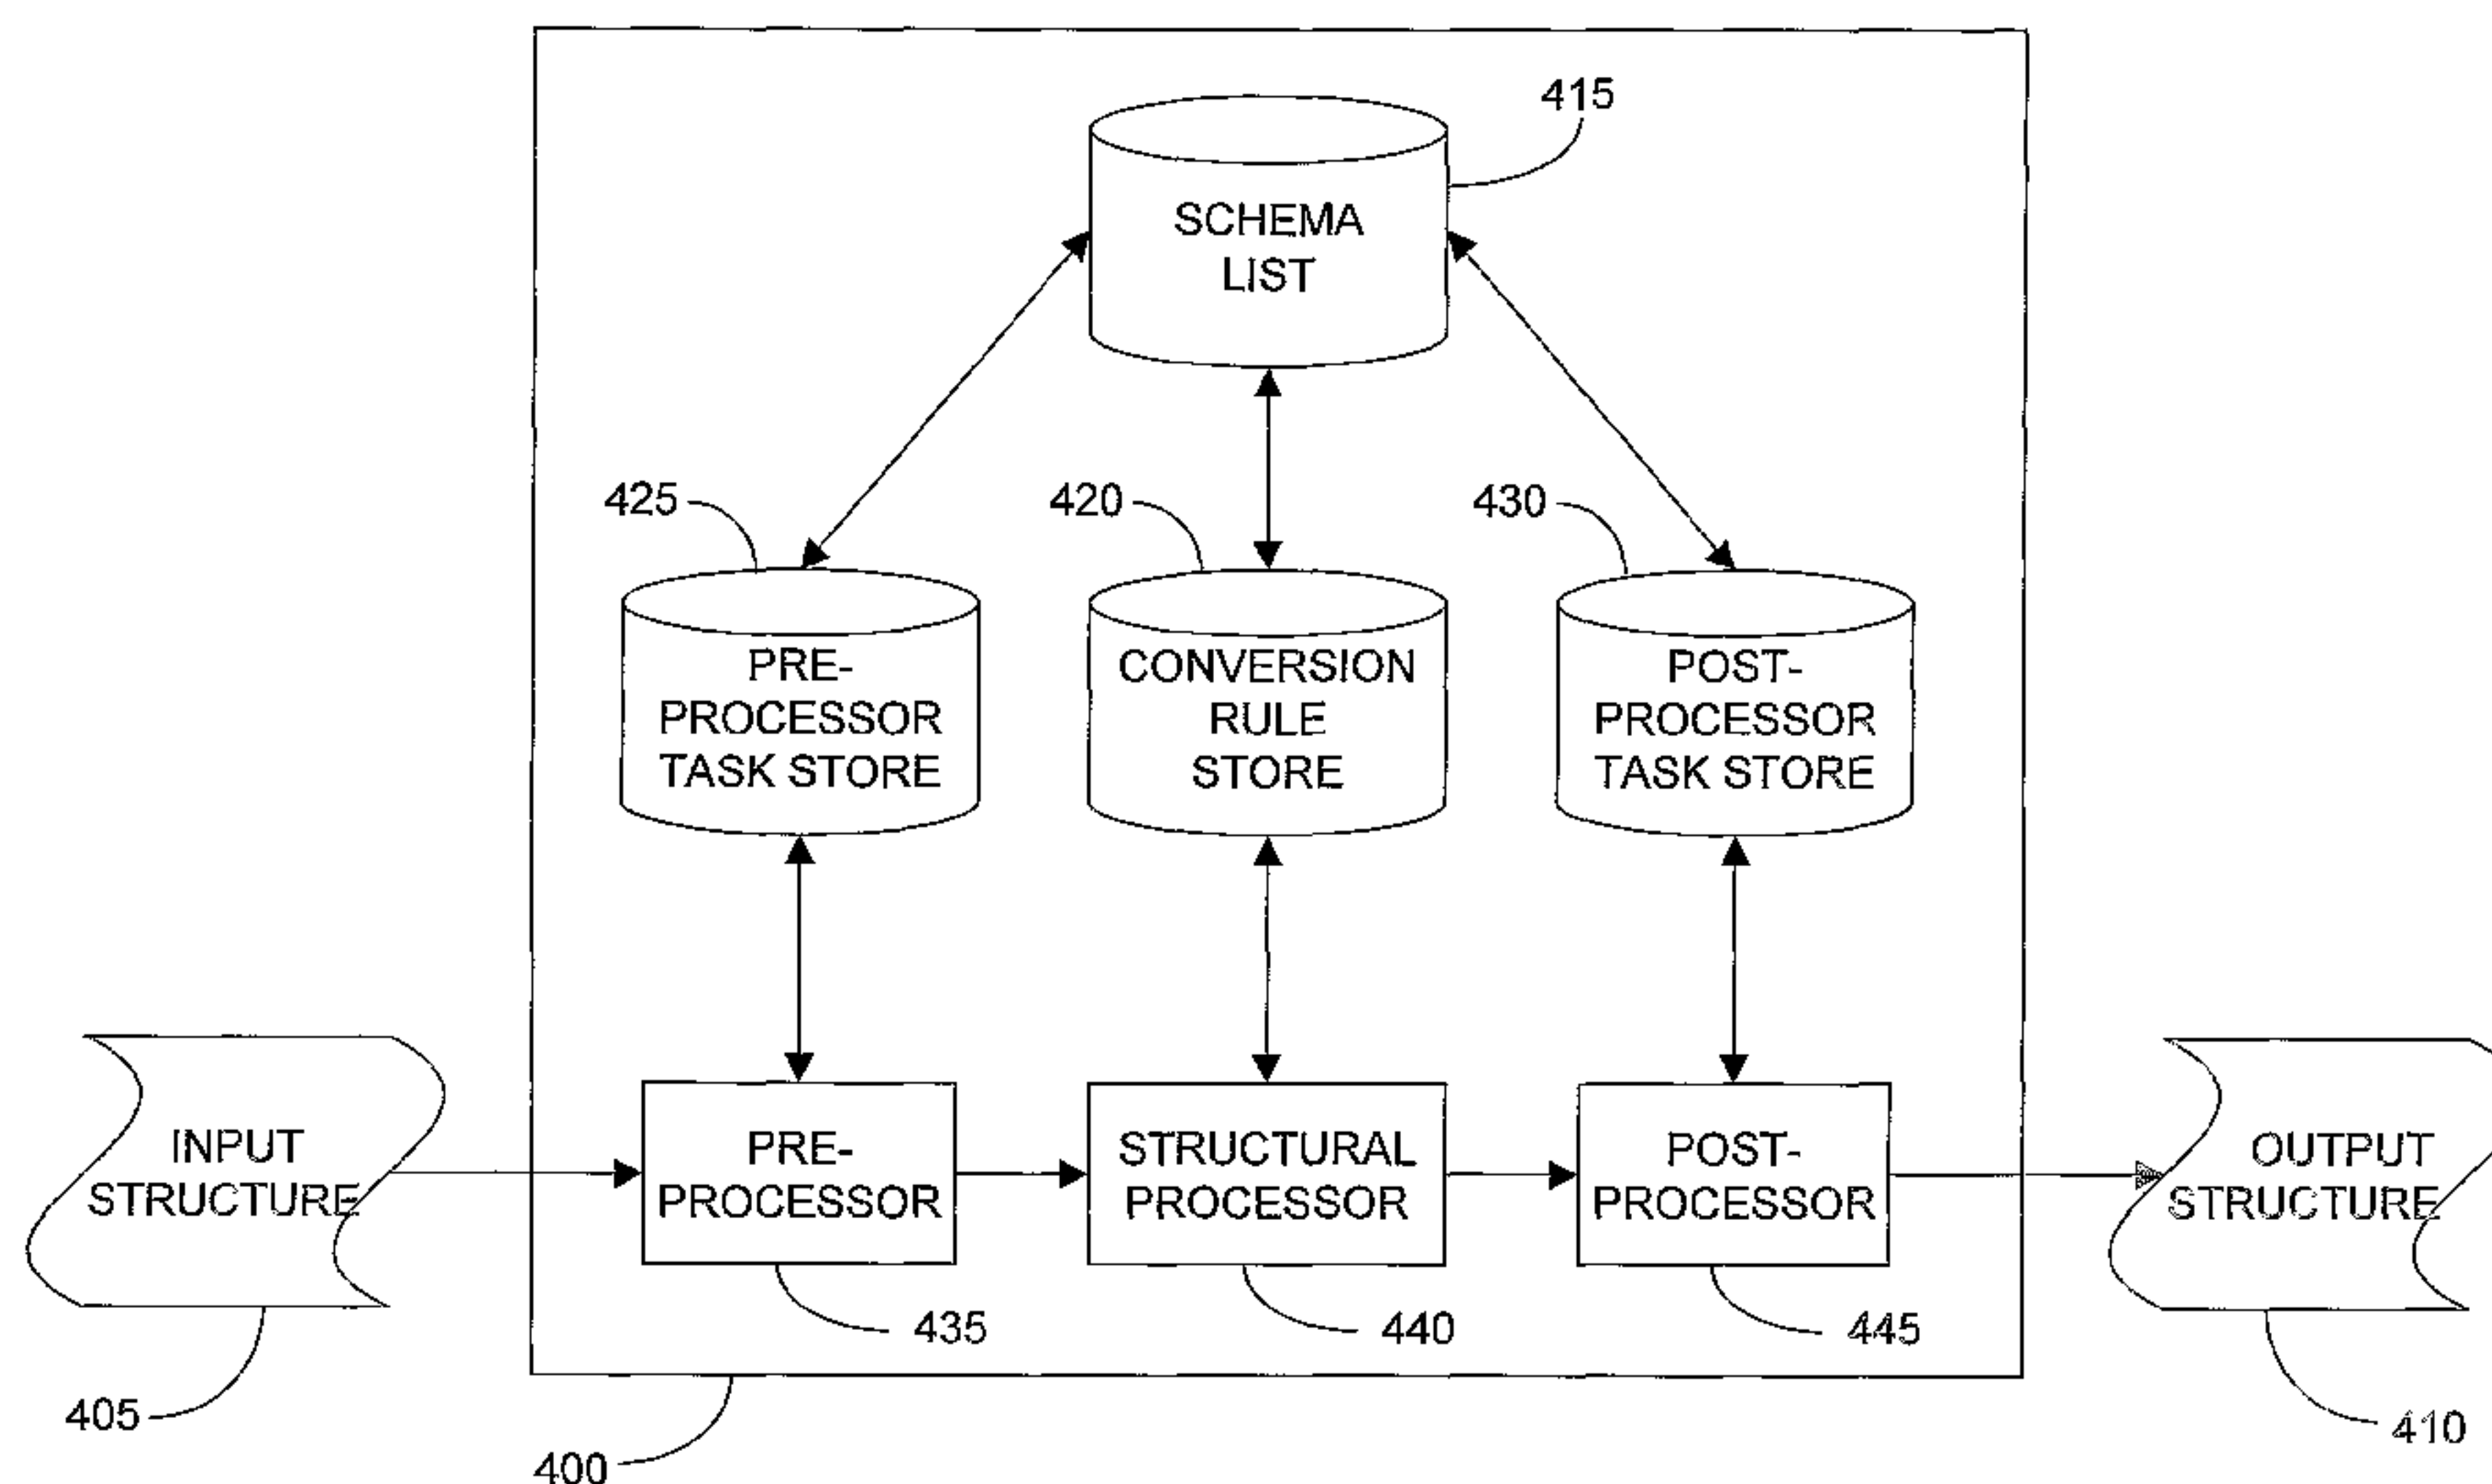 415
SCHEMA
LIST
425
420
430
PRE-
PROCESSOR
TASK STORE
CONVERSION
RULE
STORE
POST-
PROCESSOR
TASK STORE
INPUT
STRUCTURE
PRE-
PROCESSOR
STRUCTURAL
PROCESSOR
POST-
PROCESSOR
OUTPUT
STRUCTURE
435
440
445
405
400
410